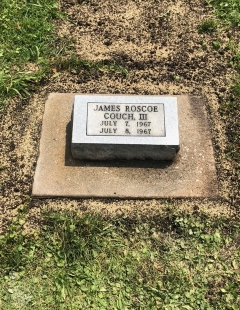 JAMES ROSCOE
COUCH, III
JULY 7, 1967
JULY 8, 1967